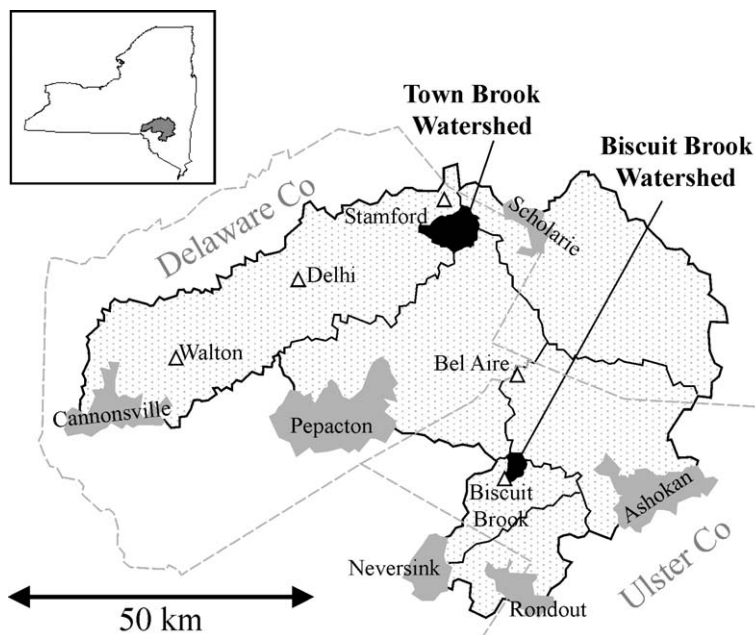 Town Brook
Watershed
Biscuit Brook
Watershed
Delaware Co
Stamford
Scholarie
Delhi
Walton
Bel Aire
Cannonsville
Pepacton
Biscuit
Brook
Ashokan
Neversink
Rondout
Ulster Co
50 km